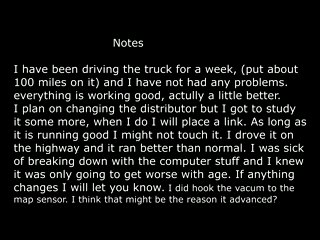 Notes
I have been driving the truck for a week, (put about
100 miles on it) and I have not had any problems.
everything is working good, actully a little better.
I plan on changing the distributor but I got to study
it some more, when I do I will place a link. As long as
it is running good I might not touch it. I drove it on
the highway and it ran better than normal. I was sick
of breaking down with the computer stuff and I knew
it was only going to get worse with age. If anything
changes I will let you know. I did hook the vacum to the
map sensor. I think that might be the reason it advanced?